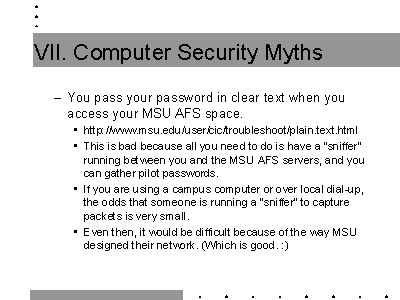 VII. Computer Security Myths
– You pass your password in clear text when you
access your MSU AFS space.
• http://www.msu.edu/user/cic/troubleshoot/plain.text.html
• This is bad because all you need to do is have a "sniffer"
running between you and the MSU AFS servers, and you
can gather pilot passwords.
• If you are using a campus computer or over local dial-up,
the odds that someone is running a "sniffer" to capture
packets is very small.
• Even then, it would be difficult because of the way MSU
designed their network. (Which is good. :)